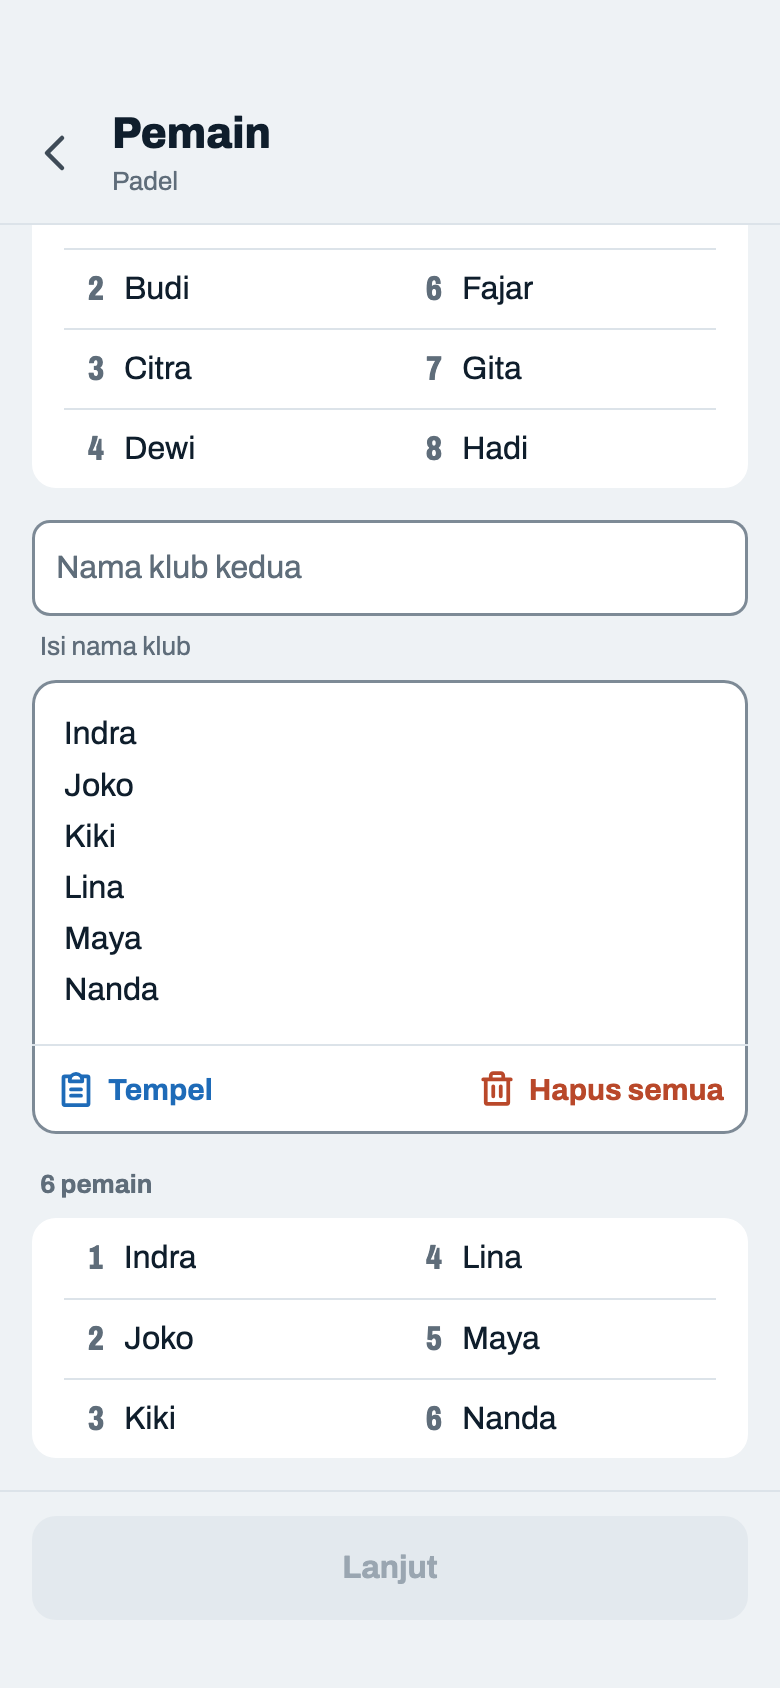 Pemain
Padel
2 Budi 6 Fajar
3 Citra 7 Gita
4 Dewi 8 Hadi
Nama klub kedua
Isi nama klub
Indra
Joko
Kiki
Lina
Maya
Nanda
Tempel Hapus semua
6 pemain
1 Indra 4 Lina
2 Joko 5 Maya
3 Kiki 6 Nanda
Lanjut